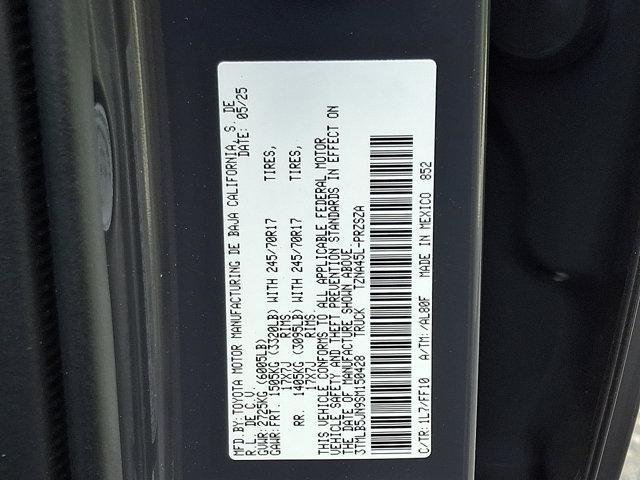 MFD.BY:TOYOTA MOTOR MANUFACTURING DE BAJA CALIFORNIA, S. DE
R.L. DE C.V. DATE: 05/25
GVWR:2725KG (6005LB)
GAWR:FRT. 1505KG (3320LB) WITH 245/70R17 TIRES,
17X7J RIMS
RR. 1405KG (3095LB) WITH 245/70R17 TIRES,
17X7J RIMS
THIS VEHICLE CONFORMS TO ALL APPLICABLE FEDERAL MOTOR
VEHICLE SAFETY AND THEFT PREVENTION STANDARDS IN EFFECT ON
THE DATE OF MANUFACTURE SHOWN ABOVE.
3TMLB5JN9SM150428 TRUCK TZNA45L-PRZSZA
C/TR:1L7/FF10 A/TM:/AL80F MADE IN MEXICO 852